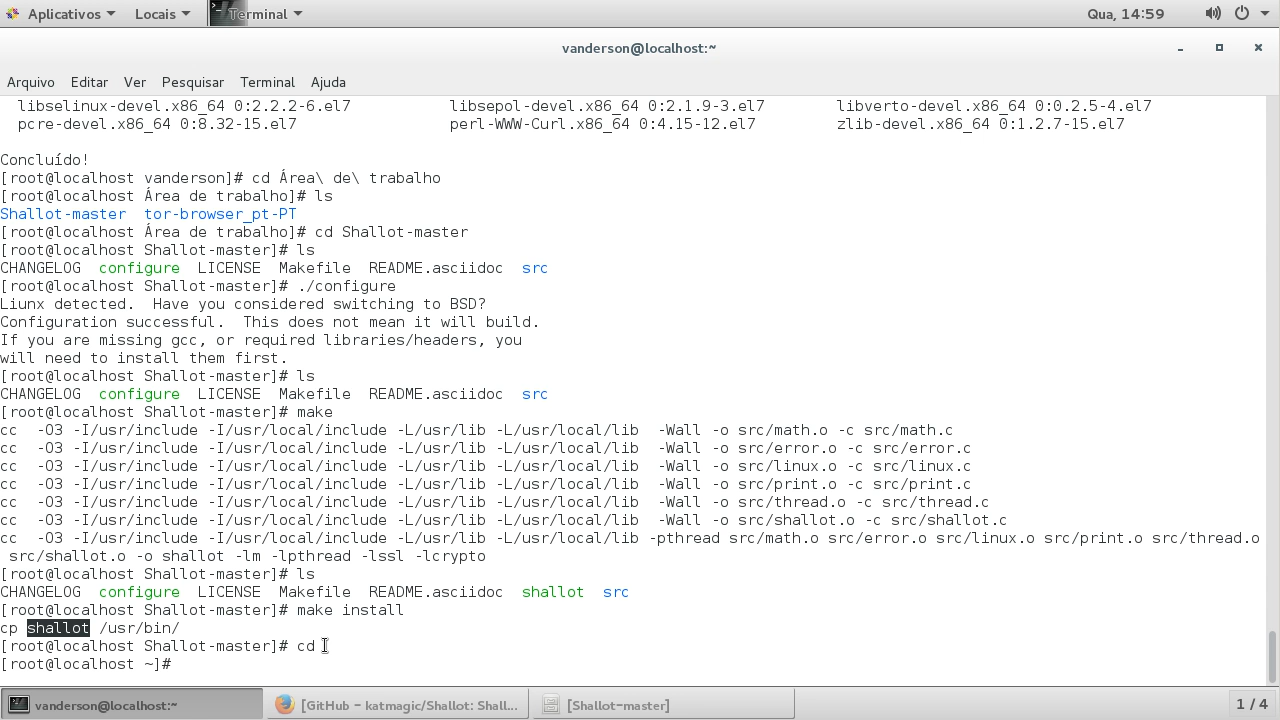 Aplicativos Locais Terminal Qua, 14:59
vanderson@localhost:~
Arquivo Editar Ver Pesquisar Terminal Ajuda
libselinux-devel.x86_64 0:2.2.2-6.el7 libsepol-devel.x86_64 0:2.1.9-3.el7 libverto-devel.x86_64 0:0.2.5-4.el7
pcre-devel.x86_64 0:8.32-15.el7 perl-WWW-Curl.x86_64 0:4.15-12.el7 zlib-devel.x86_64 0:1.2.7-15.el7
Concluído!
[root@localhost vanderson]# cd Área\ de\ trabalho
[root@localhost Área de trabalho]# ls
Shallot-master tor-browser_pt-PT
[root@localhost Área de trabalho]# cd Shallot-master
[root@localhost Shallot-master]# ls
CHANGELOG configure LICENSE Makefile README.asciidoc src
[root@localhost Shallot-master]# ./configure
Liunx detected. Have you considered switching to BSD?
Configuration successful. This does not mean it will build.
If you are missing gcc, or required libraries/headers, you
will need to install them first.
[root@localhost Shallot-master]# ls
CHANGELOG configure LICENSE Makefile README.asciidoc src
[root@localhost Shallot-master]# make
cc -O3 -I/usr/include -I/usr/local/include -L/usr/lib -L/usr/local/lib -Wall -o src/math.o -c src/math.c
cc -O3 -I/usr/include -I/usr/local/include -L/usr/lib -L/usr/local/lib -Wall -o src/error.o -c src/error.c
cc -O3 -I/usr/include -I/usr/local/include -L/usr/lib -L/usr/local/lib -Wall -o src/linux.o -c src/linux.c
cc -O3 -I/usr/include -I/usr/local/include -L/usr/lib -L/usr/local/lib -Wall -o src/print.o -c src/print.c
cc -O3 -I/usr/include -I/usr/local/include -L/usr/lib -L/usr/local/lib -Wall -o src/thread.o -c src/thread.c
cc -O3 -I/usr/include -I/usr/local/include -L/usr/lib -L/usr/local/lib -Wall -o src/shallot.o -c src/shallot.c
cc -O3 -I/usr/include -I/usr/local/include -L/usr/lib -L/usr/local/lib -pthread src/math.o src/error.o src/linux.o src/print.o src/thread.o
src/shallot.o -o shallot -lm -lpthread -lssl -lcrypto
[root@localhost Shallot-master]# ls
CHANGELOG configure LICENSE Makefile README.asciidoc shallot src
[root@localhost Shallot-master]# make install
cp shallot /usr/bin/
[root@localhost Shallot-master]# cd
[root@localhost ~]#
vanderson@localhost:~ [GitHub – katmagic/Shallot: Shall... [Shallot-master] 1 / 4